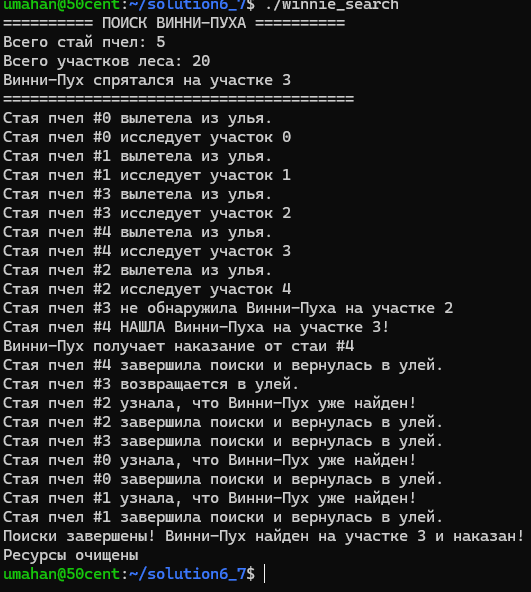 umahan@50cent:~/solution6_7$ ./winnie_search
========== ПОИСК ВИННИ-ПУХА ==========
Всего стай пчел: 5
Всего участков леса: 20
Винни-Пух спрятался на участке 3
=======================================
Стая пчел #0 вылетела из улья.
Стая пчел #0 исследует участок 0
Стая пчел #1 вылетела из улья.
Стая пчел #1 исследует участок 1
Стая пчел #3 вылетела из улья.
Стая пчел #3 исследует участок 2
Стая пчел #4 вылетела из улья.
Стая пчел #4 исследует участок 3
Стая пчел #2 вылетела из улья.
Стая пчел #2 исследует участок 4
Стая пчел #3 не обнаружила Винни-Пуха на участке 2
Стая пчел #4 НАШЛА Винни-Пуха на участке 3!
Винни-Пух получает наказание от стаи #4
Стая пчел #4 завершила поиски и вернулась в улей.
Стая пчел #3 возвращается в улей.
Стая пчел #2 узнала, что Винни-Пух уже найден!
Стая пчел #2 завершила поиски и вернулась в улей.
Стая пчел #3 завершила поиски и вернулась в улей.
Стая пчел #0 узнала, что Винни-Пух уже найден!
Стая пчел #0 завершила поиски и вернулась в улей.
Стая пчел #1 узнала, что Винни-Пух уже найден!
Стая пчел #1 завершила поиски и вернулась в улей.
Поиски завершены! Винни-Пух найден на участке 3 и наказан!
Ресурсы очищены
umahan@50cent:~/solution6_7$